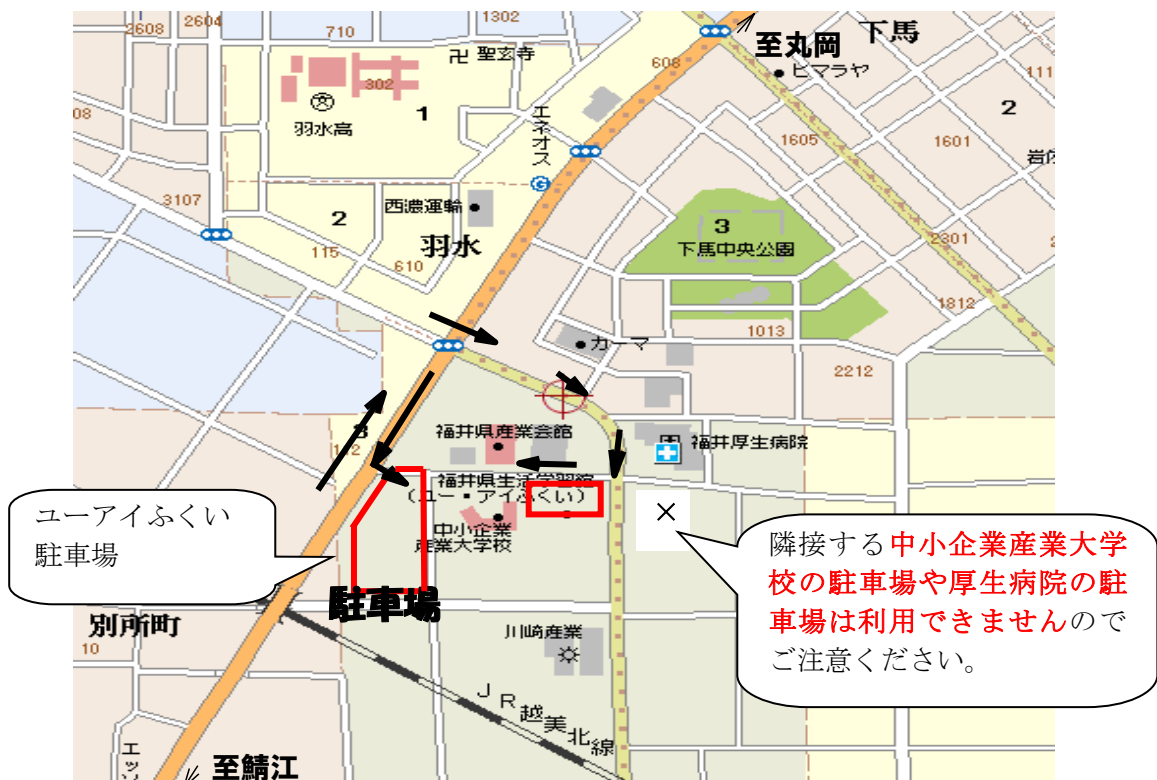 2608
2604
710
1302
至丸岡
下馬
卍 聖玄寺
608
ヒマラヤ
111
302
1
2
08
羽水高
エネオス
1605
1601
岩
G
3107
西濃運輸
2
3
羽水
下馬中央公園
2301
115
610
1812
1013
カーマ
2212
3
福井県産業会館
福井厚生病院
福井県生活学習館
(ユー・アイふくい)
中小企業
産業大学校
×
ユーアイふくい
駐車場
隣接する中小企業産業大学
校の駐車場や厚生病院の駐
車場は利用できませんので
ご注意ください。
駐車場
別所町
10
川崎産業
JR越美北線
エッソ
至鯖江